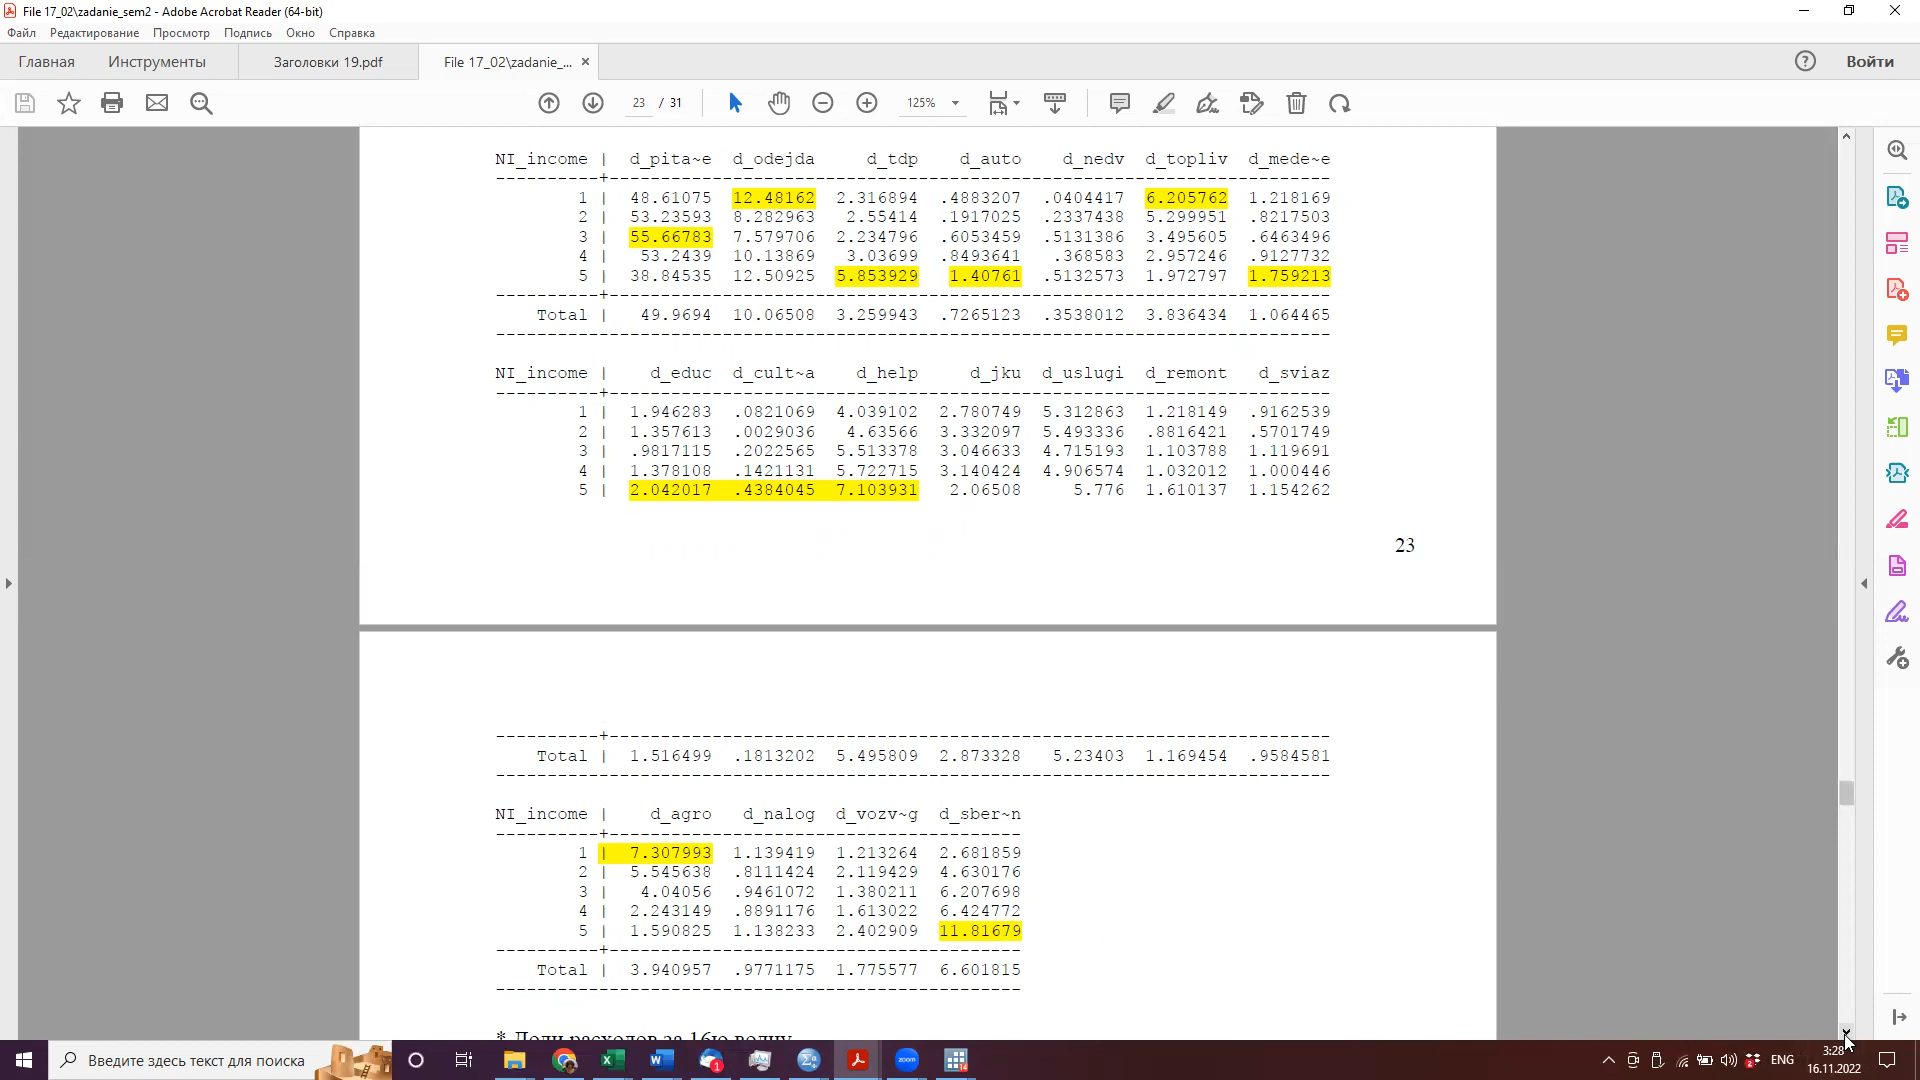 File 17_02\zadanie_sem2 - Adobe Acrobat Reader (64-bit)
Файл Редактирование Просмотр Подпись Окно Справка
Главная Инструменты Заголовки 19.pdf File 17_02\zadanie_... Войти
23 / 31 125%
NI_income | d_pita~e d_odejda d_tdp d_auto d_nedv d_topliv d_mede~e
----------+-----------------------------------------------------------------------
1 | 48.61075 12.48162 2.316894 .4883207 .0404417 6.205762 1.218169
2 | 53.23593 8.282963 2.55414 .1917025 .2337438 5.299951 .8217503
3 | 55.66783 7.579706 2.234796 .6053459 .5131386 3.495605 .6463496
4 | 53.2439 10.13869 3.03699 .8493641 .368583 2.957246 .9127732
5 | 38.84535 12.50925 5.853929 1.40761 .5132573 1.972797 1.759213
----------+-----------------------------------------------------------------------
Total | 49.9694 10.06508 3.259943 .7265123 .3538012 3.836434 1.064465
----------------------------------------------------------------------------------
NI_income | d_educ d_cult~a d_help d_jku d_uslugi d_remont d_sviaz
----------+-----------------------------------------------------------------------
1 | 1.946283 .0821069 4.039102 2.780749 5.312863 1.218149 .9162539
2 | 1.357613 .0029036 4.63566 3.332097 5.493336 .8816421 .5701749
3 | .9817115 .2022565 5.513378 3.046633 4.715193 1.103788 1.119691
4 | 1.378108 .1421131 5.722715 3.140424 4.906574 1.032012 1.000446
5 | 2.042017 .4384045 7.103931 2.06508 5.776 1.610137 1.154262
23
----------+-----------------------------------------------------------------------
Total | 1.516499 .1813202 5.495809 2.873328 5.23403 1.169454 .9584581
----------------------------------------------------------------------------------
NI_income | d_agro d_nalog d_vozv~g d_sber~n
----------+-----------------------------------------
1 | 7.307993 1.139419 1.213264 2.681859
2 | 5.545638 .8111424 2.119429 4.630176
3 | 4.04056 .9461072 1.380211 6.207698
4 | 2.243149 .8891176 1.613022 6.424772
5 | 1.590825 1.138233 2.402909 11.81679
----------+-----------------------------------------
Total | 3.940957 .9771175 1.775577 6.601815
----------------------------------------------------
* Доли расходов за 16ю волну
Введите здесь текст для поиска
ENG 3:28
16.11.2022